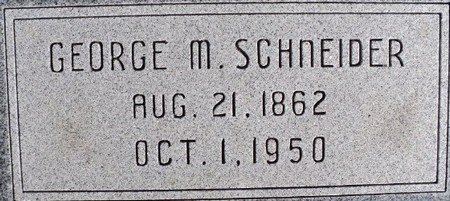 GEORGE M. SCHNEIDER
AUG. 21. 1862
OCT. 1, 1950